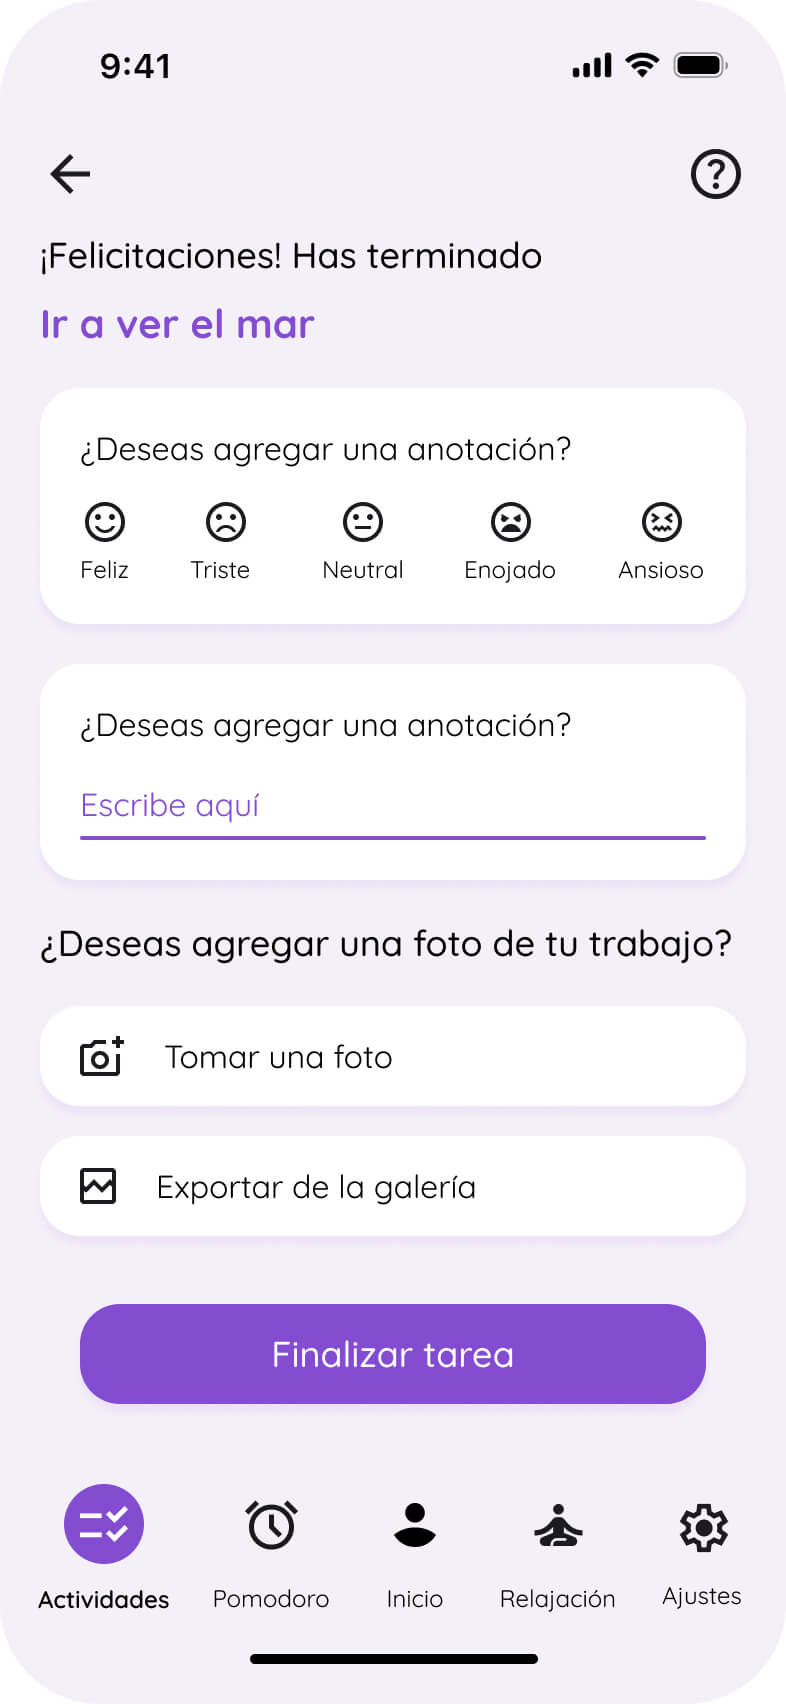 9:41
¡Felicitaciones! Has terminado
Ir a ver el mar
¿Deseas agregar una anotación?
Feliz Triste Neutral Enojado Ansioso
¿Deseas agregar una anotación?
Escribe aquí
¿Deseas agregar una foto de tu trabajo?
Tomar una foto
Exportar de la galería
Finalizar tarea
Actividades Pomodoro Inicio Relajación Ajustes